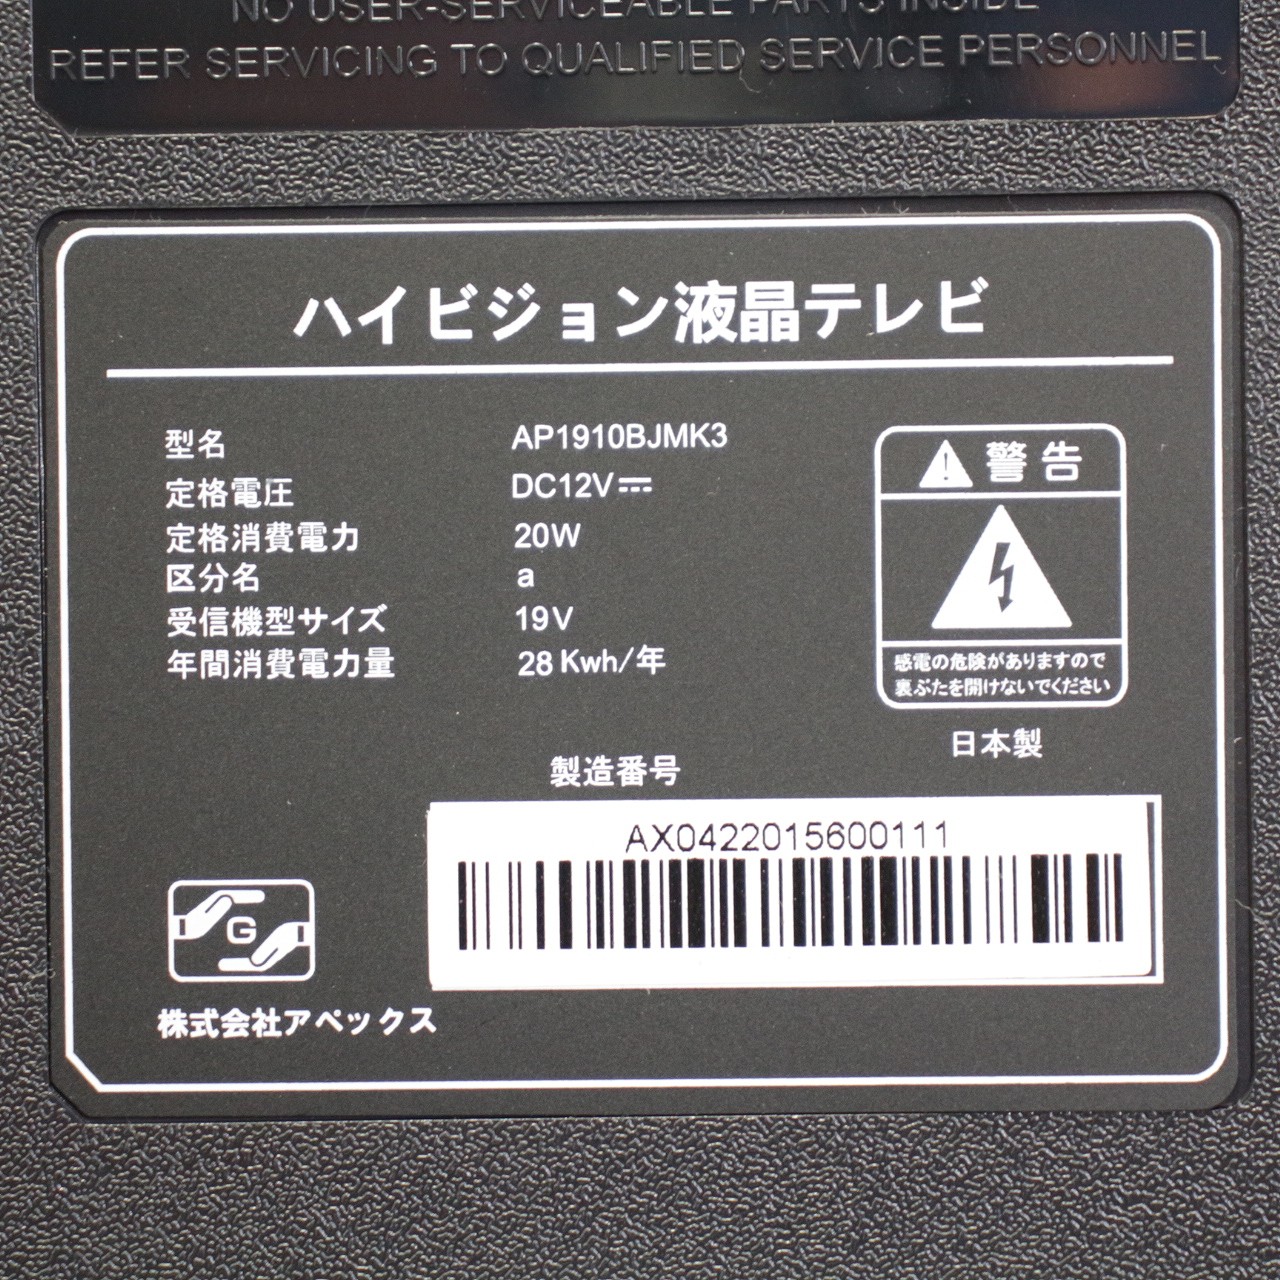 NO USER-SERVICEABLE PARTS INSIDE
REFER SERVICING TO QUALIFIED SERVICE PERSONNEL
ハイビジョン液晶テレビ
型名 AP1910BJMK3
定格電圧 DC12V⎓
定格消費電力 20W
区分名 a
受信機型サイズ 19V
年間消費電力量 28 Kwh/年
警告
感電の危険がありますので
裏ぶたを開けないでください
日本製
製造番号
AX0422015600111
G
株式会社アペックス